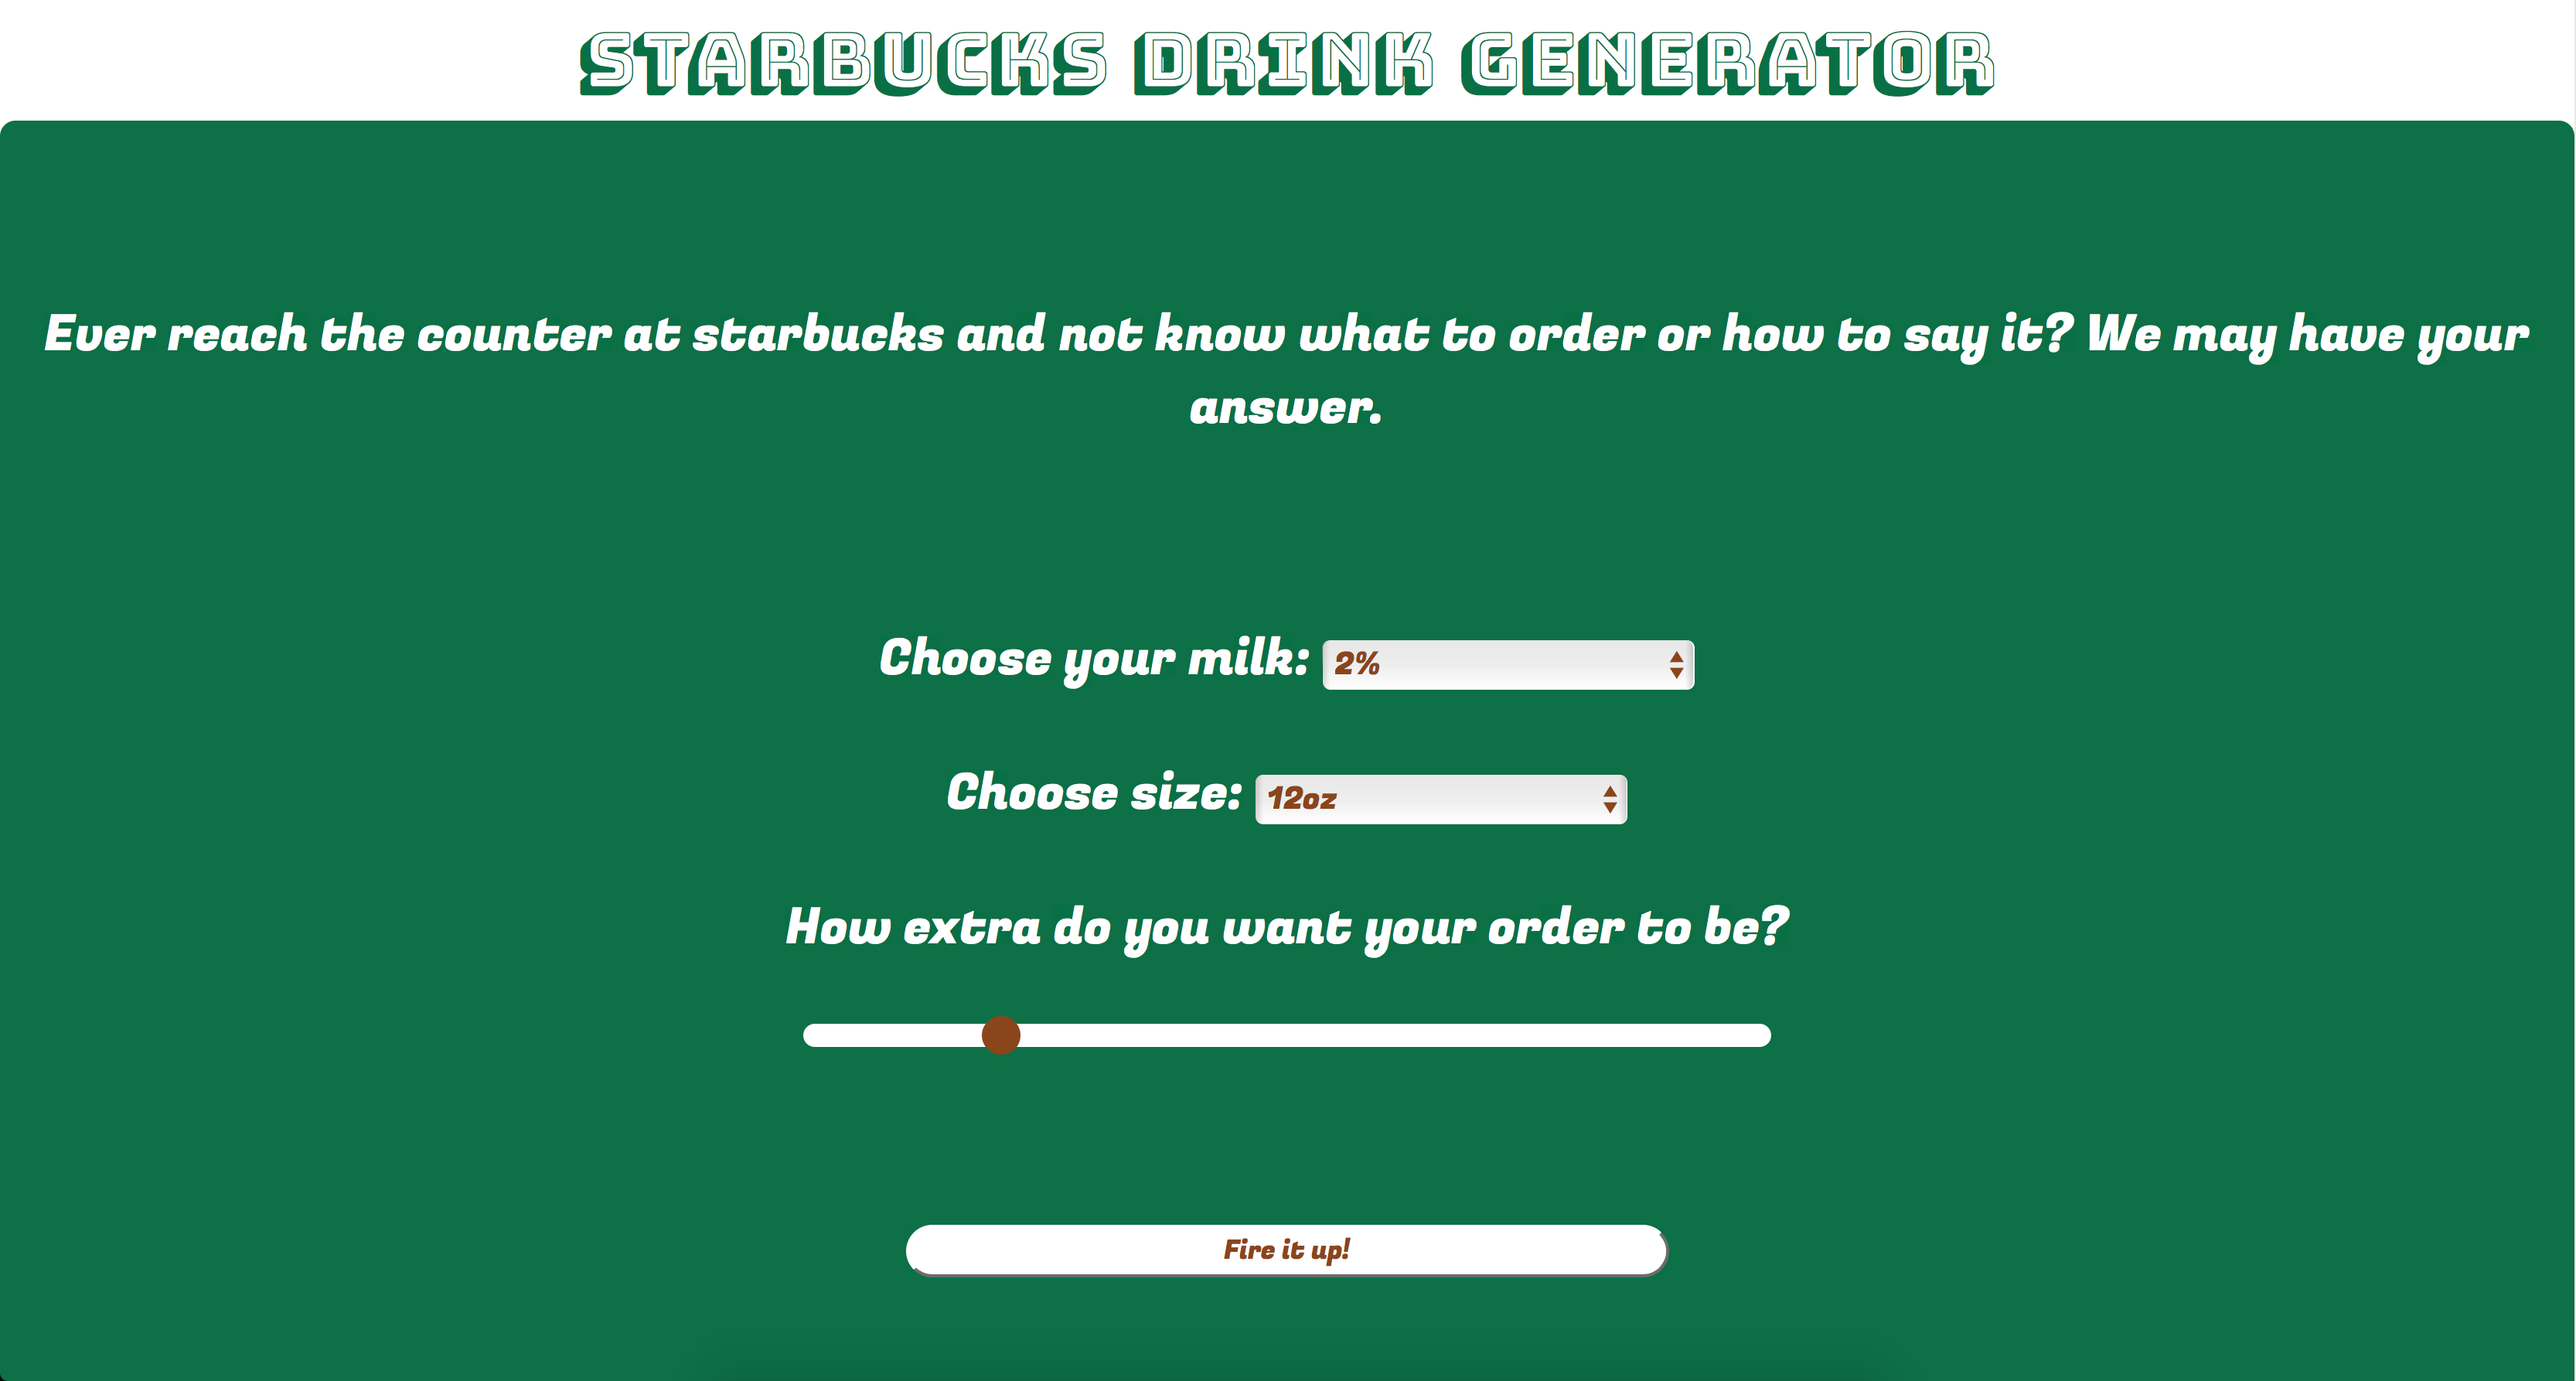 STARBUCKS DRINK GENERATOR
Ever reach the counter at starbucks and not know what to order or how to say it? We may have your
answer.
Choose your milk: 2%
Choose size: 12oz
How extra do you want your order to be?
Fire it up!